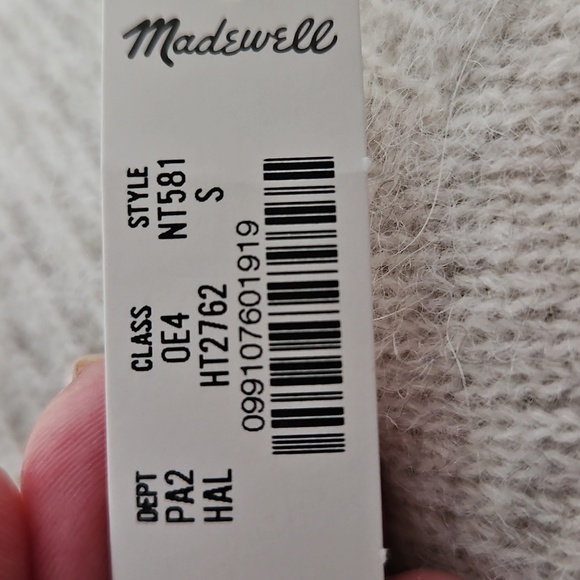 Madewell
DEPT CLASS STYLE
PA2 0E4 NT581
HAL HT2762 S
099107601919